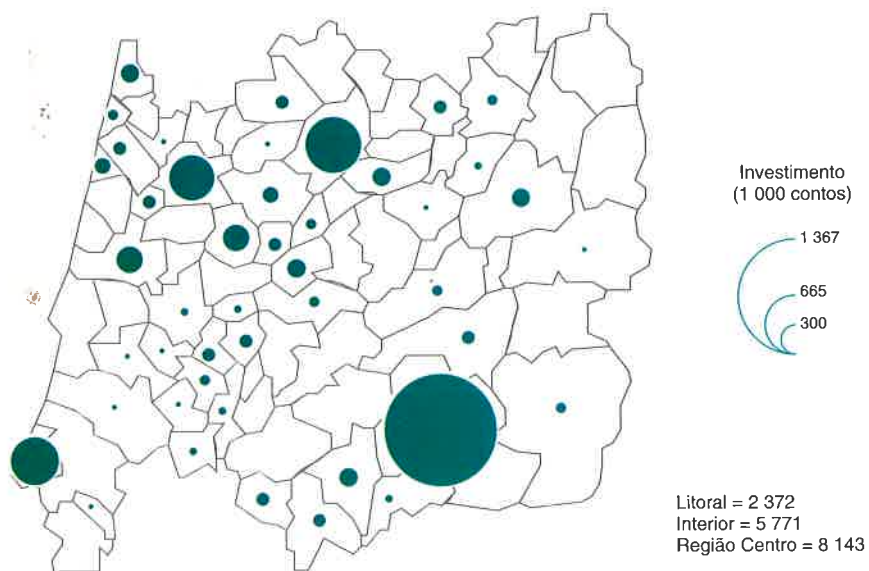 Investimento
(1 000 contos)
1 367
665
300
Litoral = 2 372
Interior = 5 771
Região Centro = 8 143